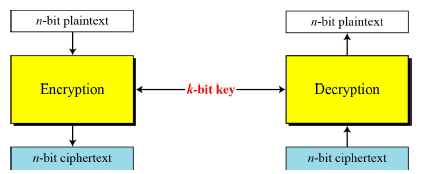 n-bit plaintext
n-bit plaintext
Encryption
k-bit key
Decryption
n-bit ciphertext
n-bit ciphertext